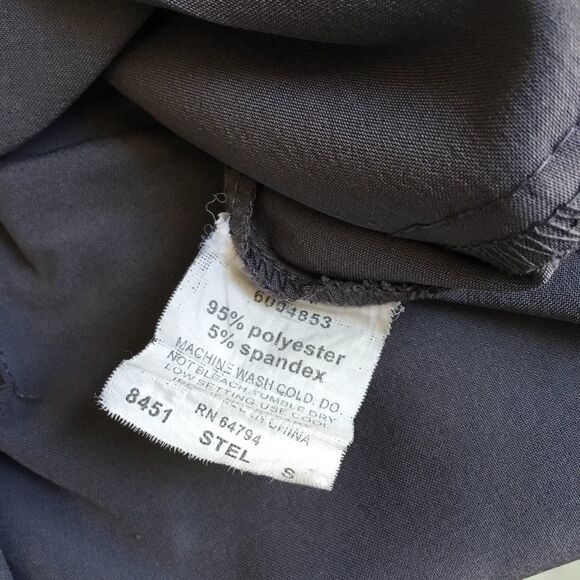 6004853
95% polyester
5% spandex
MACHINE WASH COLD. DO
NOT BLEACH.TUMBLE DRY
LOW SETTING.USE COOL
CHINA
RN 64794
8451 STEL S